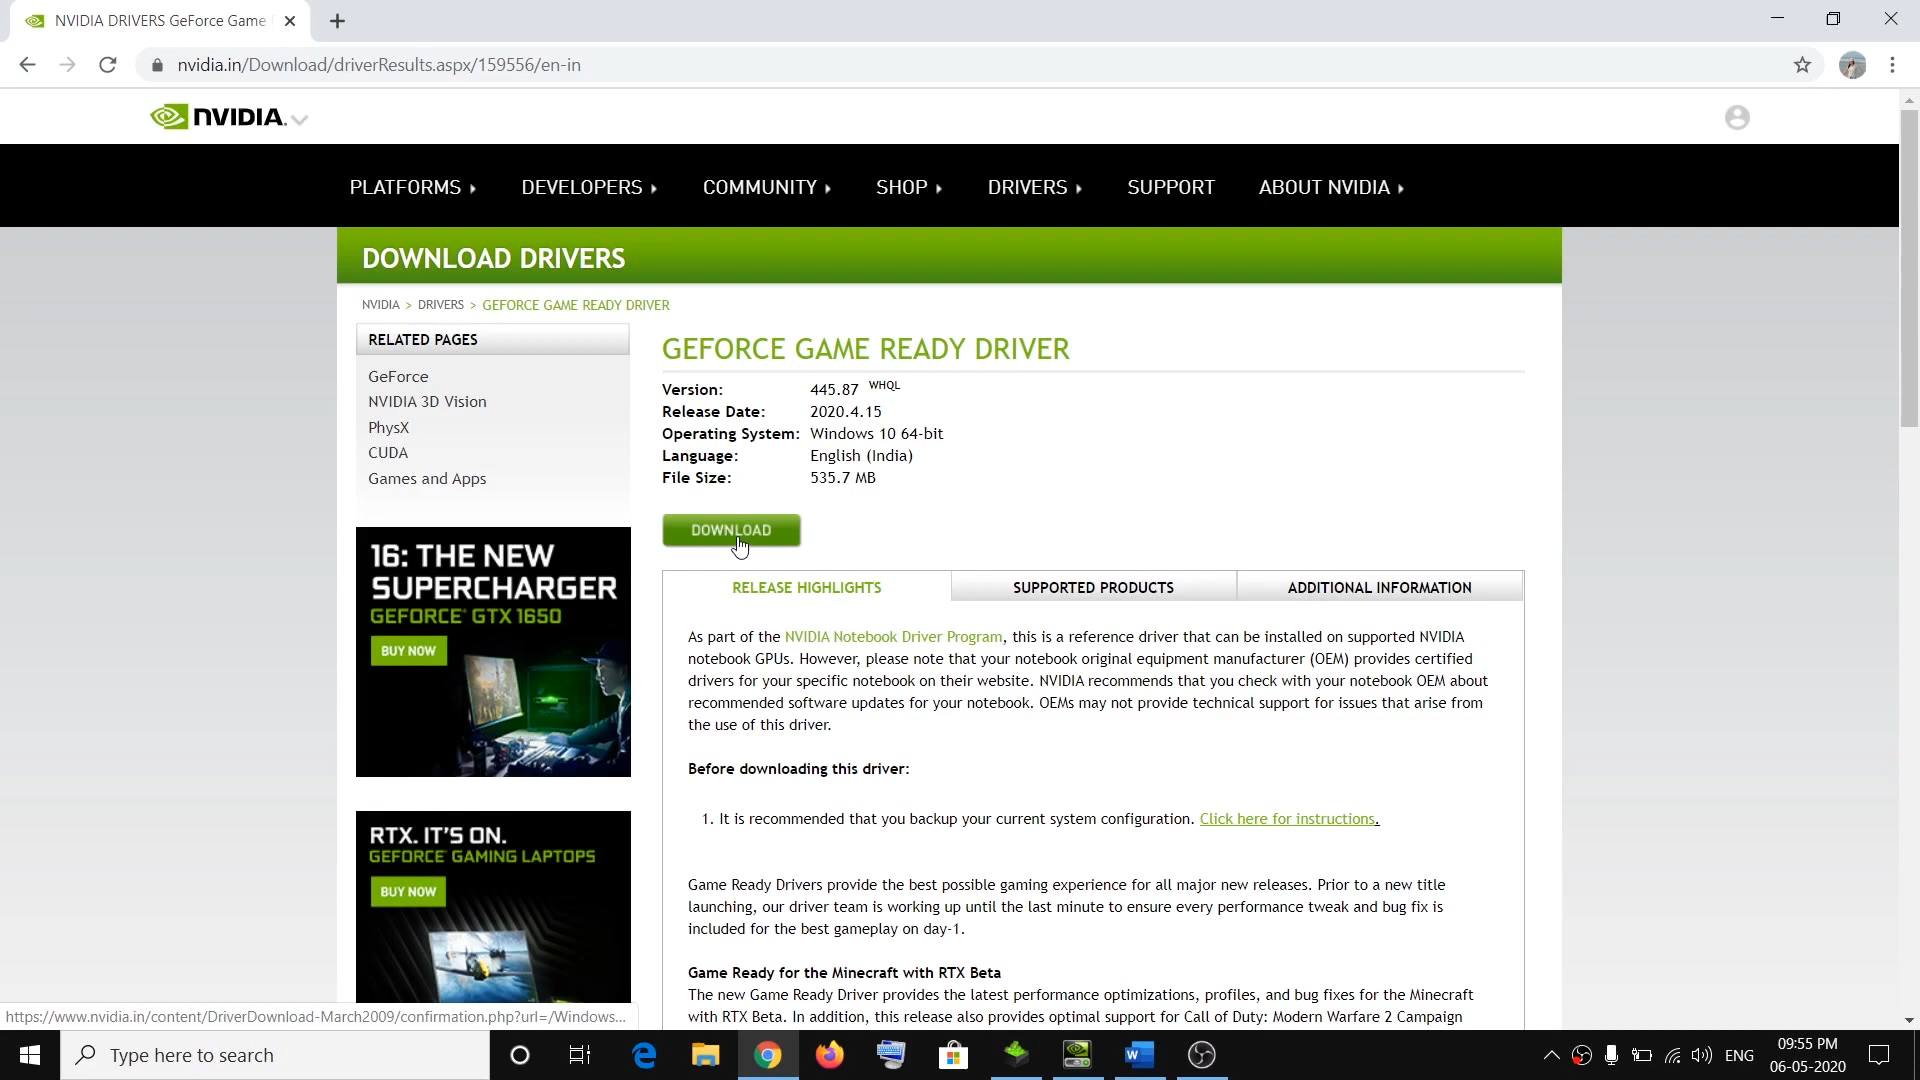 NVIDIA DRIVERS GeForce Game
nvidia.in/Download/driverResults.aspx/159556/en-in
NVIDIA.
PLATFORMS
DEVELOPERS
COMMUNITY
SHOP
DRIVERS
SUPPORT
ABOUT NVIDIA
DOWNLOAD DRIVERS
NVIDIA > DRIVERS > GEFORCE GAME READY DRIVER
RELATED PAGES
GeForce
NVIDIA 3D Vision
PhysX
CUDA
Games and Apps
16: THE NEW
SUPERCHARGER
GEFORCE® GTX 1650
BUY NOW
RTX. IT'S ON.
GEFORCE® GAMING LAPTOPS
BUY NOW
GEFORCE GAME READY DRIVER
Version: 445.87 WHQL
Release Date: 2020.4.15
Operating System: Windows 10 64-bit
Language: English (India)
File Size: 535.7 MB
DOWNLOAD
RELEASE HIGHLIGHTS
SUPPORTED PRODUCTS
ADDITIONAL INFORMATION
As part of the NVIDIA Notebook Driver Program, this is a reference driver that can be installed on supported NVIDIA
notebook GPUs. However, please note that your notebook original equipment manufacturer (OEM) provides certified
drivers for your specific notebook on their website. NVIDIA recommends that you check with your notebook OEM about
recommended software updates for your notebook. OEMs may not provide technical support for issues that arise from
the use of this driver.
Before downloading this driver:
1. It is recommended that you backup your current system configuration. Click here for instructions.
Game Ready Drivers provide the best possible gaming experience for all major new releases. Prior to a new title
launching, our driver team is working up until the last minute to ensure every performance tweak and bug fix is
included for the best gameplay on day-1.
Game Ready for the Minecraft with RTX Beta
The new Game Ready Driver provides the latest performance optimizations, profiles, and bug fixes for the Minecraft
with RTX Beta. In addition, this release also provides optimal support for Call of Duty: Modern Warfare 2 Campaign
https://www.nvidia.in/content/DriverDownload-March2009/confirmation.php?url=/Windows...
Type here to search
ENG
09:55 PM
06-05-2020